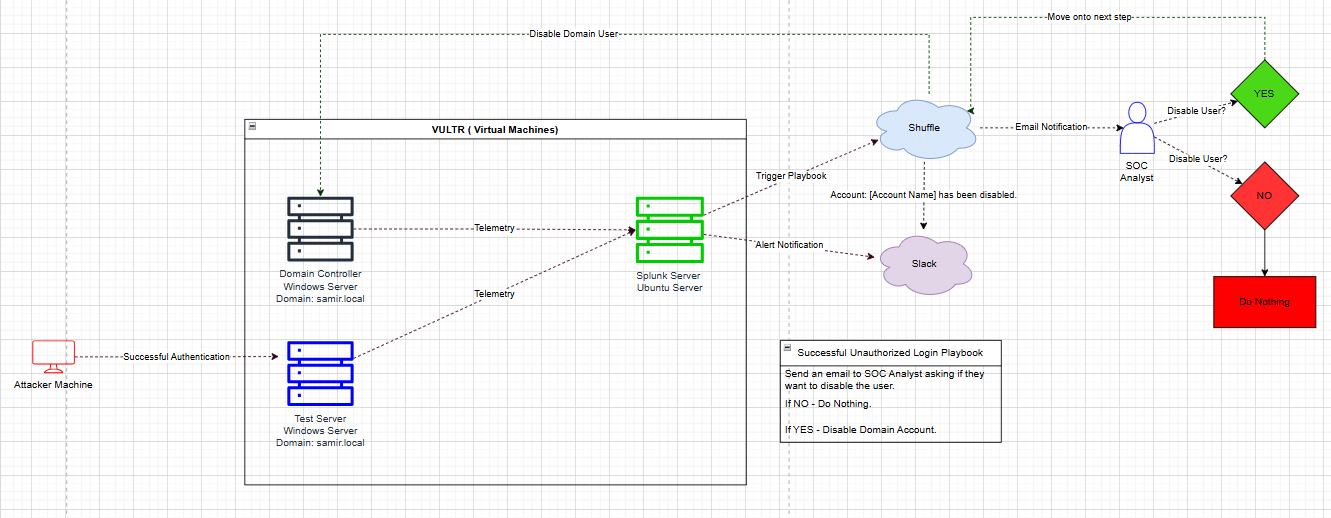 Move onto next step
Disable Domain User
YES
Disable User?
VULTR ( Virtual Machines)
Shuffle
Email Notification
SOC
Analyst
Disable User?
NO
Trigger Playbook
Account: [Account Name] has been disabled.
Telemetry
Alert Notification
Slack
Domain Controller
Windows Server
Domain: samir.local
Splunk Server
Ubuntu Server
Telemetry
Do Nothing
Successful Authentication
Attacker Machine
Test Server
Windows Server
Domain: samir.local
Successful Unauthorized Login Playbook
Send an email to SOC Analyst asking if they
want to disable the user.
If NO - Do Nothing.
If YES - Disable Domain Account.